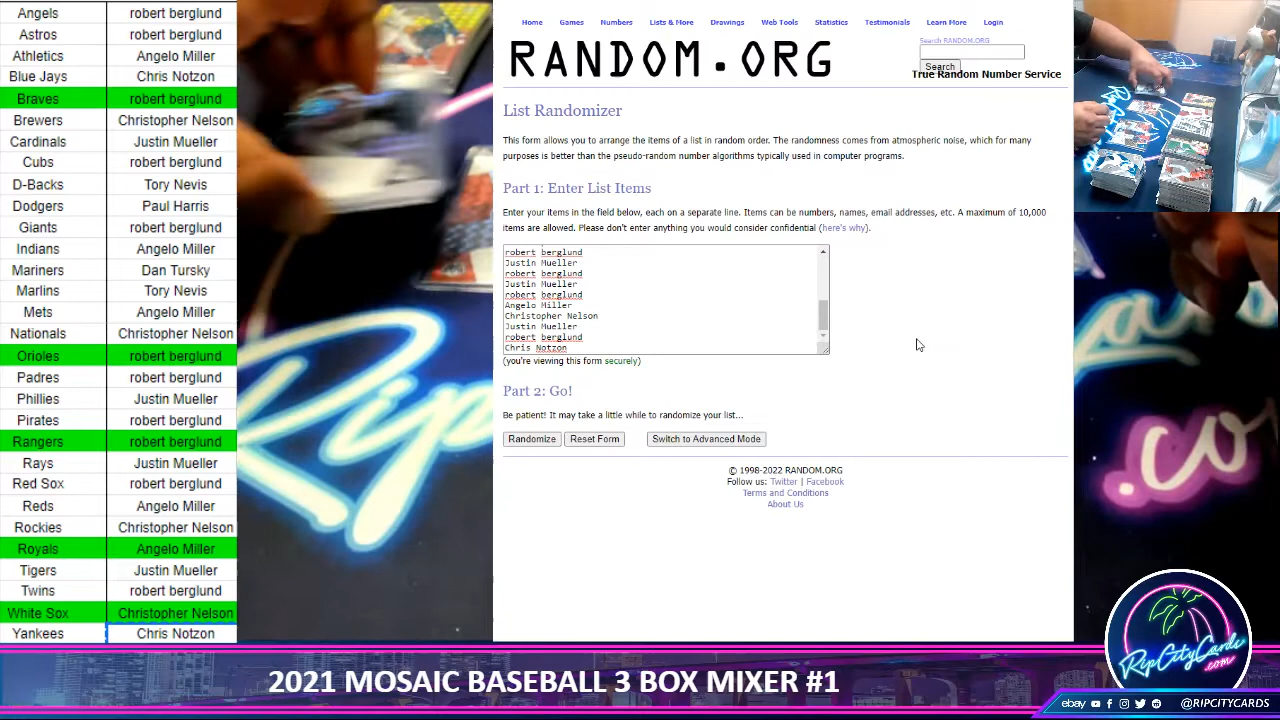 Angels robert berglund
Astros robert berglund
Athletics Angelo Miller
Blue Jays Chris Notzon
Braves robert berglund
Brewers Christopher Nelson
Cardinals Justin Mueller
Cubs robert berglund
D-Backs Tory Nevis
Dodgers Paul Harris
Giants robert berglund
Indians Angelo Miller
Mariners Dan Tursky
Marlins Tory Nevis
Mets Angelo Miller
Nationals Christopher Nelson
Orioles robert berglund
Padres robert berglund
Phillies Justin Mueller
Pirates robert berglund
Rangers robert berglund
Rays Justin Mueller
Red Sox robert berglund
Reds Angelo Miller
Rockies Christopher Nelson
Royals Angelo Miller
Tigers Justin Mueller
Twins robert berglund
White Sox Christopher Nelson
Yankees Chris Notzon
Home Games Numbers Lists & More Drawings Web Tools Statistics Testimonials Learn More Login
RANDOM.ORG
Search RANDOM.ORG
Search
True Random Number Service
List Randomizer
This form allows you to arrange the items of a list in random order. The randomness comes from atmospheric noise, which for many
purposes is better than the pseudo-random number algorithms typically used in computer programs.
Part 1: Enter List Items
Enter your items in the field below, each on a separate line. Items can be numbers, names, email addresses, etc. A maximum of 10,000
items are allowed. Please don't enter anything you would consider confidential (here's why).
robert berglund
Justin Mueller
robert berglund
Justin Mueller
robert berglund
Angelo Miller
Christopher Nelson
Justin Mueller
robert berglund
Chris Notzon
(you're viewing this form securely)
Part 2: Go!
Be patient! It may take a little while to randomize your list...
Randomize Reset Form Switch to Advanced Mode
© 1998-2022 RANDOM.ORG
Follow us: Twitter | Facebook
Terms and Conditions
About Us
.co
RipCityCards
.com
2021 MOSAIC BASEBALL 3 BOX MIXER #1
ebay @RIPCITYCARDS